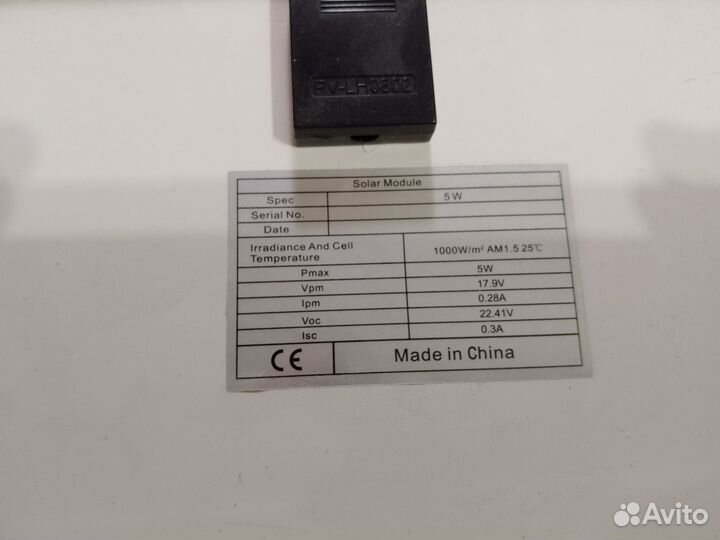 PV-LH0802
Solar Module
Spec 5W
Serial No.
Date
Irradiance And Cell
Temperature 1000W/m² AM1.5 25℃
Pmax 5W
Vpm 17.9V
Ipm 0.28A
Voc 22.41V
Isc 0.3A
CE Made in China
Avito